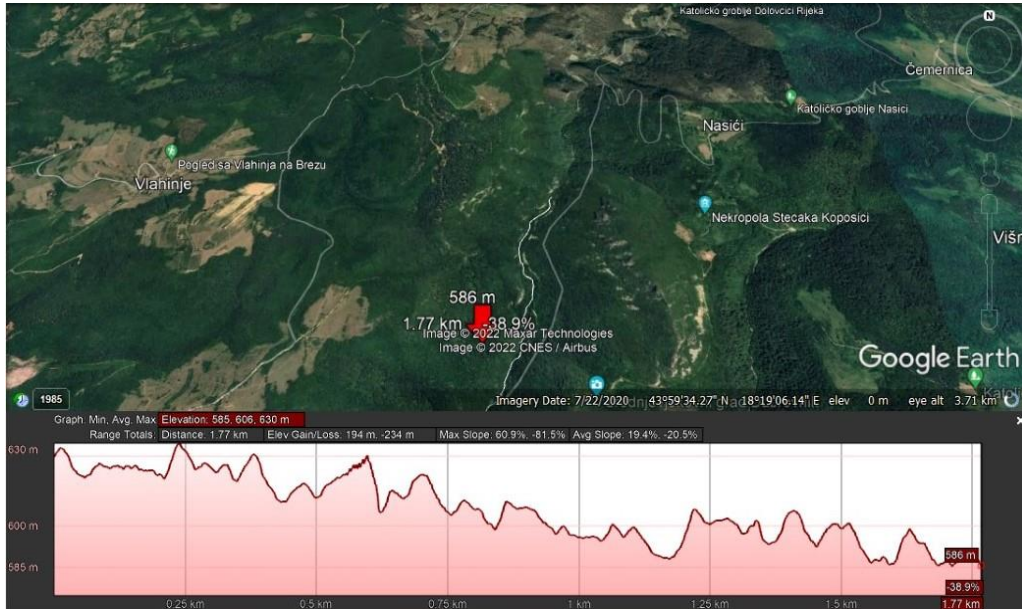 Katoličko groblje Dolovcici Rijeka
N
Čemernica
Katoličko goblje Nasici
Nasići
Pogled sa Vlahinja na Brezu
Vlahinje
Nekropola Stecaka Koposici
Viš
586 m
1.77 km -38.9%
Image © 2022 Maxar Technologies
Image © 2022 CNES / Airbus
Google Earth
1985
Imagery Date: 7/22/2020 43°59'34.27" N 18°19'06.14" E elev 0 m eye alt 3.71 km
Graph: Min, Avg, Max Elevation: 585, 606, 630 m
Range Totals: Distance: 1.77 km Elev Gain/Loss: 194 m, -234 m Max Slope: 60.9%, -81.5% Avg Slope: 19.4%, -20.5%
630 m
600 m
585 m
586 m
-38.9%
0.25 km 0.5 km 0.75 km 1 km 1.25 km 1.5 km 1.77 km